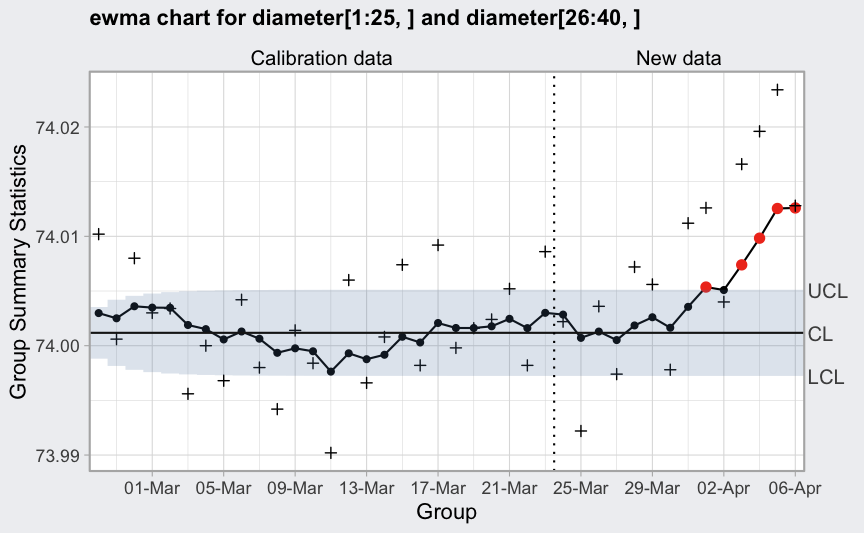 ewma chart for diameter[1:25, ] and diameter[26:40, ]
Calibration data New data
74.02
74.01
74.00
73.99
Group Summary Statistics
UCL
CL
LCL
01-Mar 05-Mar 09-Mar 13-Mar 17-Mar 21-Mar 25-Mar 29-Mar 02-Apr 06-Apr
Group